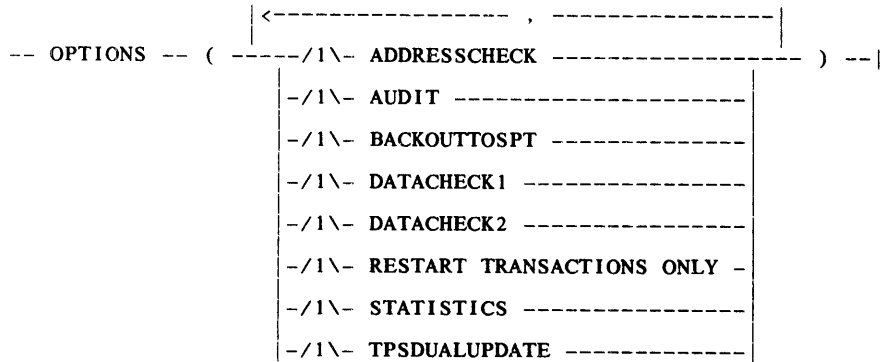 |<---------------- , ---------------|
-- OPTIONS -- ( -----/1\- ADDRESSCHECK ------------------- ) --|
|-/1\- AUDIT --------------------|
|-/1\- BACKOUTTOSPT -------------|
|-/1\- DATACHECK1 ---------------|
|-/1\- DATACHECK2 ---------------|
|-/1\- RESTART TRANSACTIONS ONLY -|
|-/1\- STATISTICS ---------------|
|-/1\- TPSDUALUPDATE ------------|